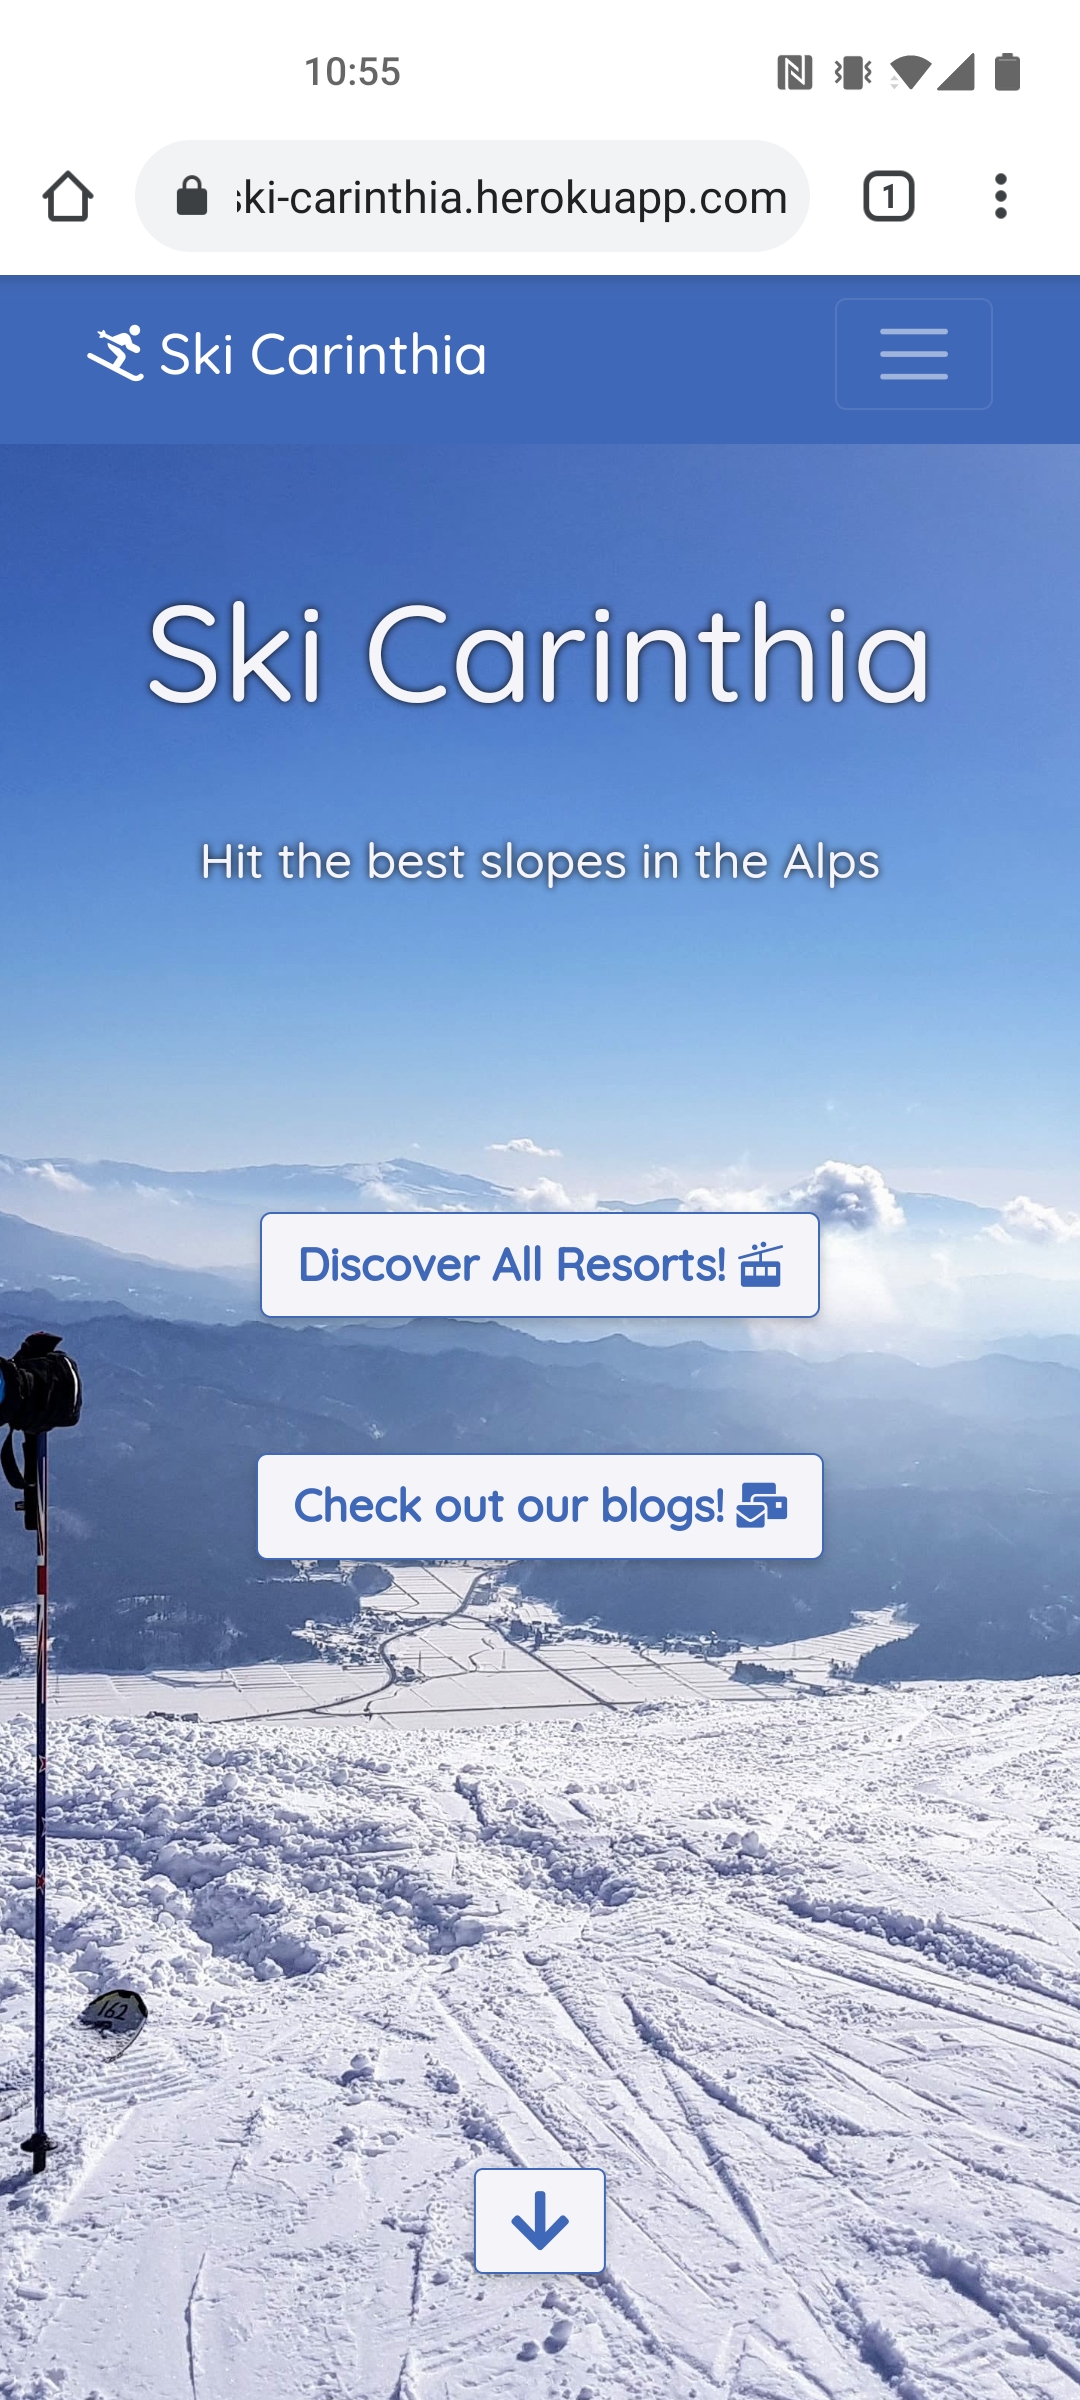 10:55
ski-carinthia.herokuapp.com
1
Ski Carinthia
Ski Carinthia
Hit the best slopes in the Alps
Discover All Resorts!
Check out our blogs!
162